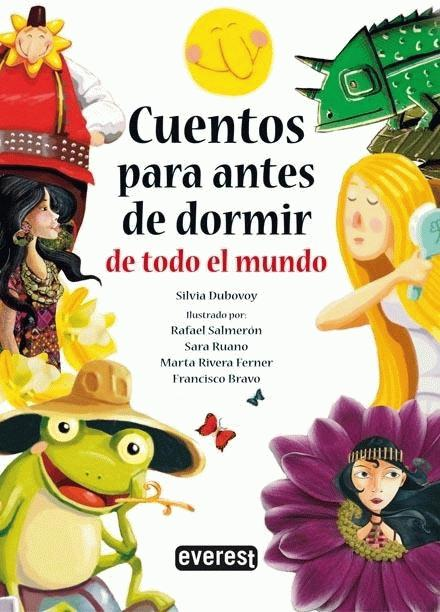 Cuentos
para antes
de dormir
de todo el mundo
Silvia Dubovoy
Ilustrado por:
Rafael Salmerón
Sara Ruano
Marta Rivera Ferner
Francisco Bravo
everest